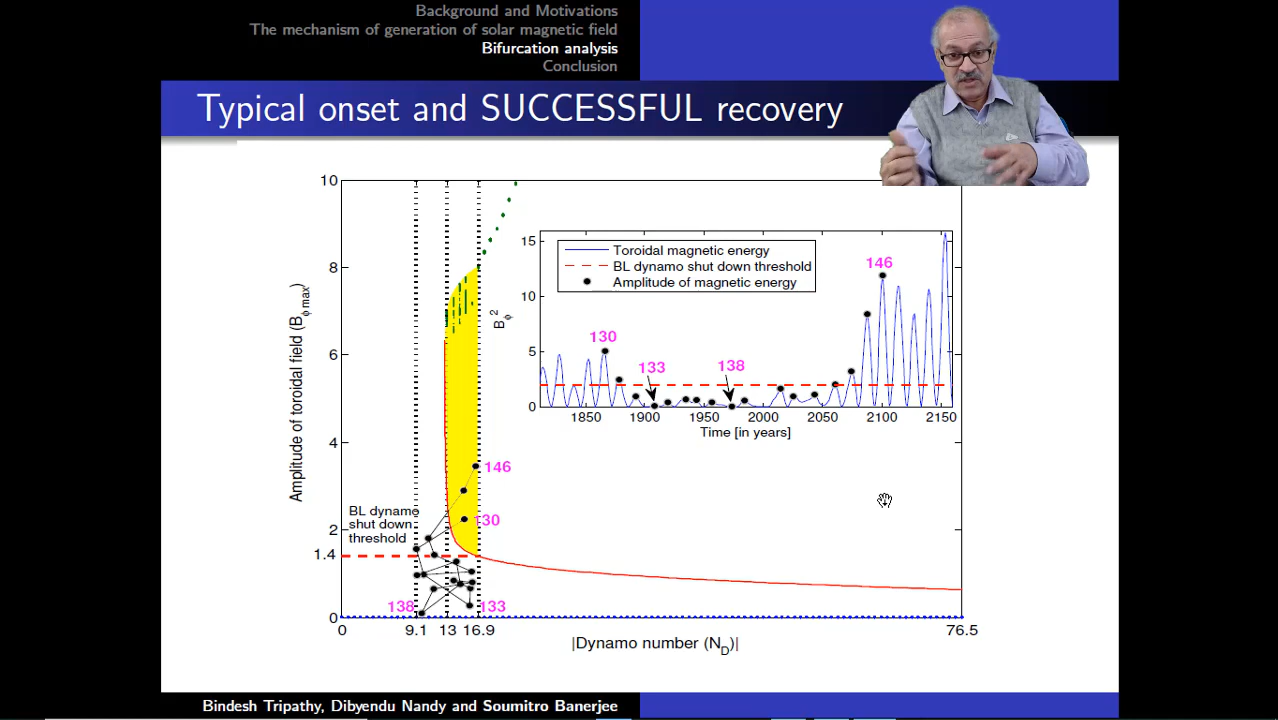 Background and Motivations
The mechanism of generation of solar magnetic field
Bifurcation analysis
Conclusion
Typical onset and SUCCESSFUL recovery
Amplitude of toroidal field (Bϕ max)
10
8
6
4
2
1.4
0
BL dynamo
shut down
threshold
146
130
138
133
0
9.1
13
16.9
76.5
|Dynamo number (ND)|
Bϕ2
15
10
5
0
Toroidal magnetic energy
BL dynamo shut down threshold
Amplitude of magnetic energy
130
133
138
146
1850
1900
1950
2000
2050
2100
2150
Time [in years]
Bindesh Tripathy, Dibyendu Nandy and Soumitro Banerjee